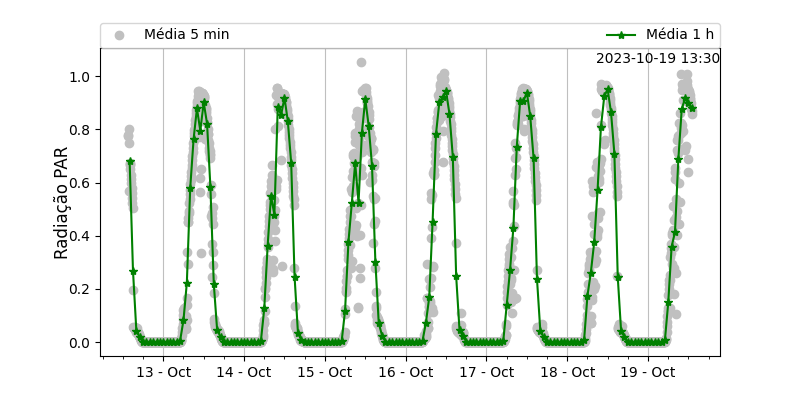 Média 5 min
Média 1 h
2023-10-19 13:30
Radiação PAR
1.0
0.8
0.6
0.4
0.2
0.0
13 - Oct
14 - Oct
15 - Oct
16 - Oct
17 - Oct
18 - Oct
19 - Oct